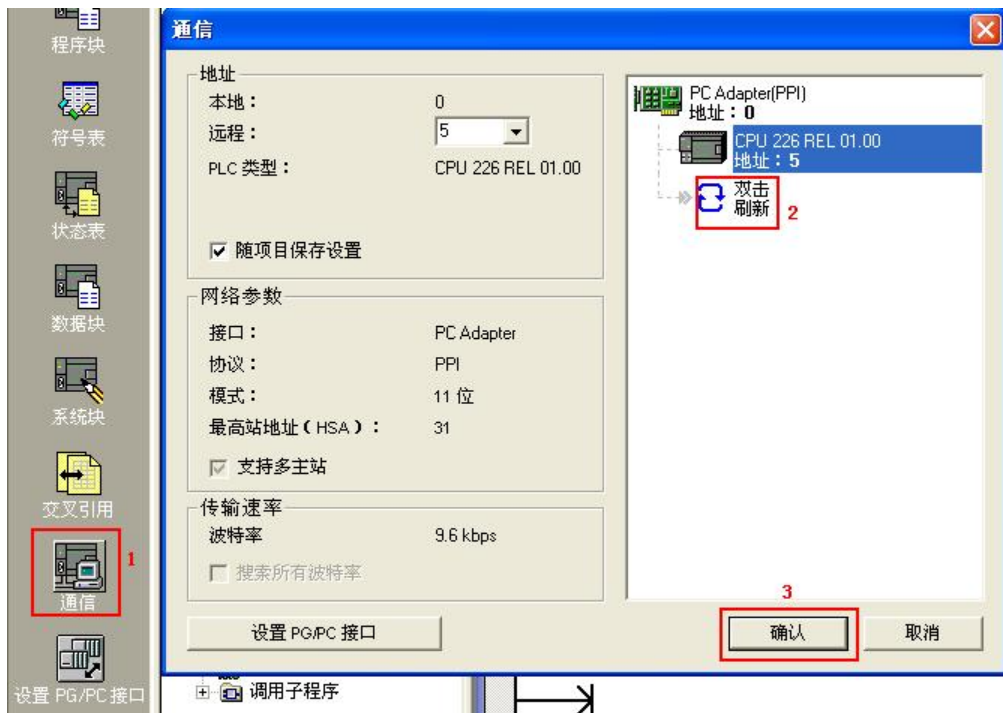 程序块
符号表
状态表
数据块
系统块
交叉引用
1
通信
设置 PG/PC 接口
通信
地址
本地： 0
远程： 5
PLC 类型： CPU 226 REL 01.00
随项目保存设置
网络参数
接口： PC Adapter
协议： PPI
模式： 11 位
最高站地址（HSA）： 31
支持多主站
传输速率
波特率 9.6 kbps
搜索所有波特率
设置 PG/PC 接口
PC Adapter(PPI)
地址：0
CPU 226 REL 01.00
地址：5
双击
刷新
2
3
确认
取消
调用子程序